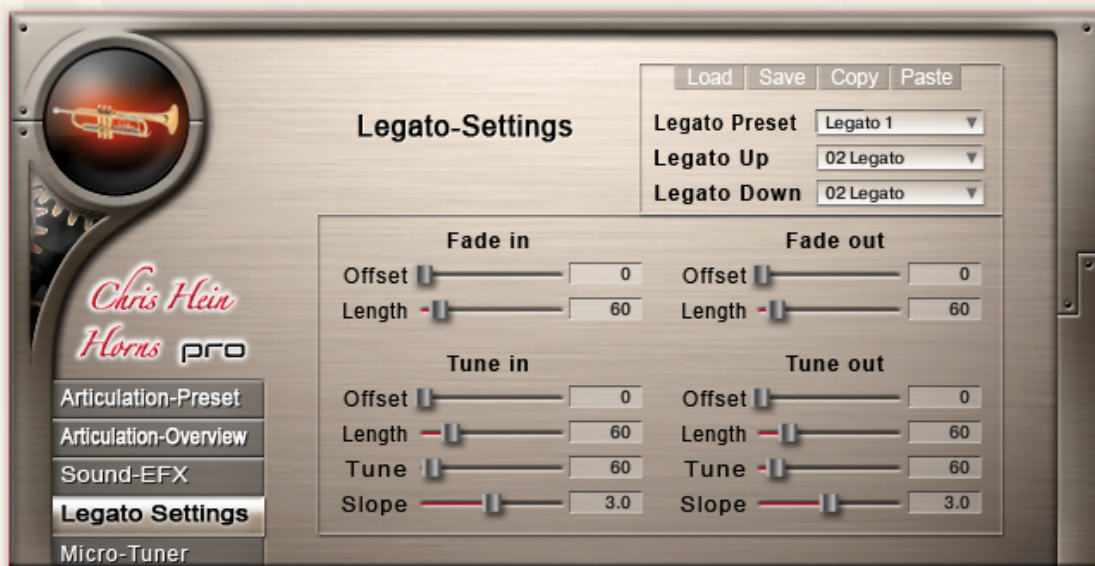 Load Save Copy Paste
Legato-Settings
Legato Preset Legato 1
Legato Up 02 Legato
Legato Down 02 Legato
Fade in
Offset 0
Length 60
Fade out
Offset 0
Length 60
Tune in
Offset 0
Length 60
Tune 60
Slope 3.0
Tune out
Offset 0
Length 60
Tune 60
Slope 3.0
Chris Hein
Horns pro
Articulation-Preset
Articulation-Overview
Sound-EFX
Legato Settings
Micro-Tuner